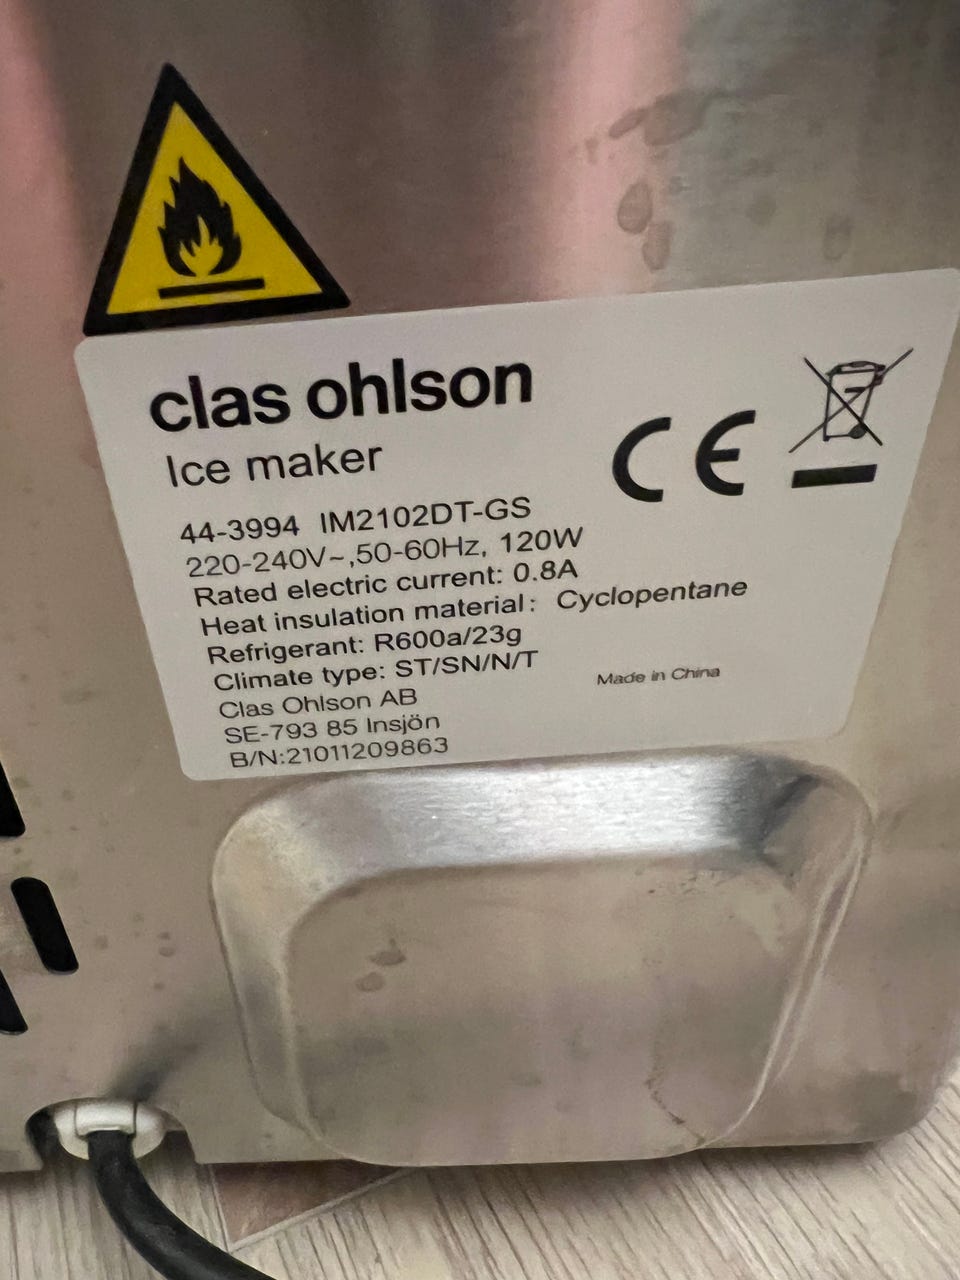 clas ohlson
Ice maker
CE
44-3994 IM2102DT-GS
220-240V~,50-60Hz, 120W
Rated electric current: 0.8A
Heat insulation material: Cyclopentane
Refrigerant: R600a/23g
Climate type: ST/SN/N/T
Made in China
Clas Ohlson AB
SE-793 85 Insjön
B/N:21011209863